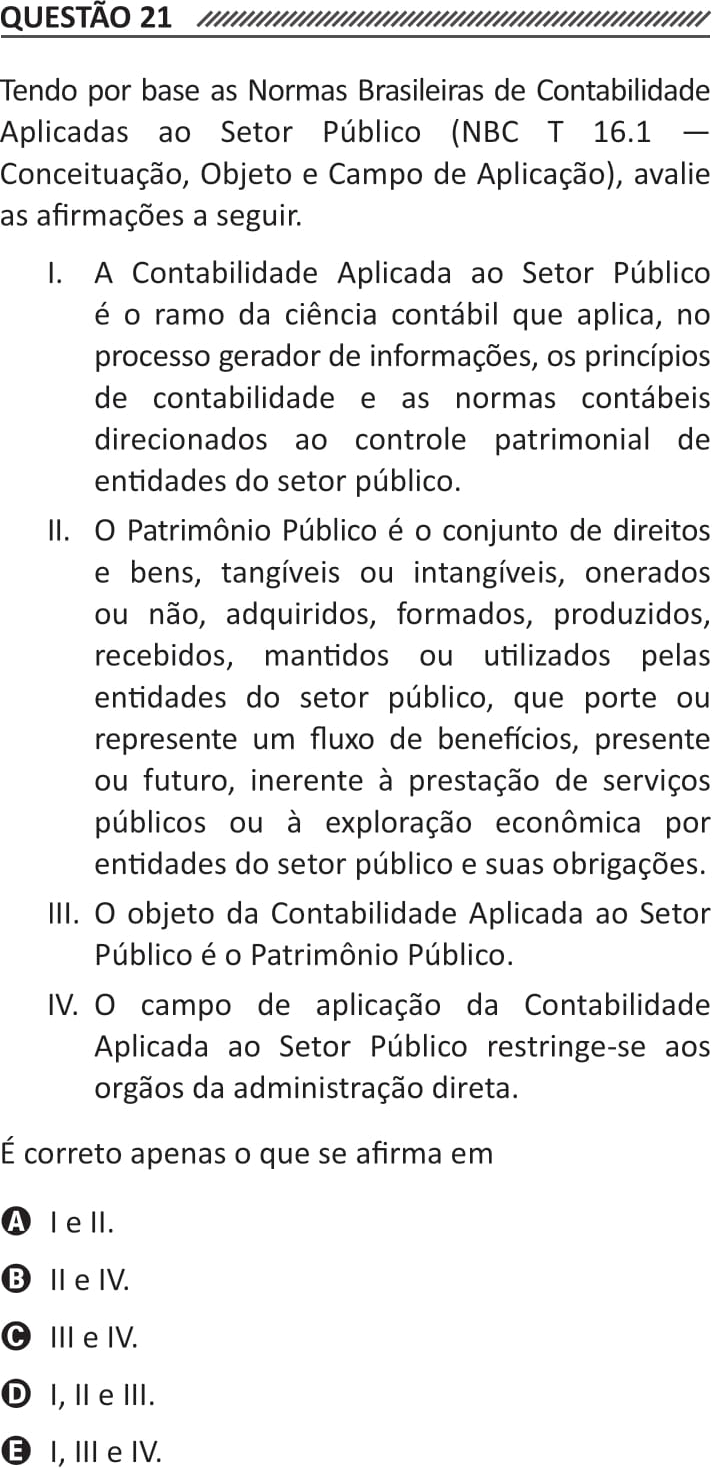 QUESTÃO 21
Tendo por base as Normas Brasileiras de Contabilidade
Aplicadas ao Setor Público (NBC T 16.1 —
Conceituação, Objeto e Campo de Aplicação), avalie
as afirmações a seguir.
I. A Contabilidade Aplicada ao Setor Público
é o ramo da ciência contábil que aplica, no
processo gerador de informações, os princípios
de contabilidade e as normas contábeis
direcionados ao controle patrimonial de
entidades do setor público.
II. O Patrimônio Público é o conjunto de direitos
e bens, tangíveis ou intangíveis, onerados
ou não, adquiridos, formados, produzidos,
recebidos, mantidos ou utilizados pelas
entidades do setor público, que porte ou
represente um fluxo de benefícios, presente
ou futuro, inerente à prestação de serviços
públicos ou à exploração econômica por
entidades do setor público e suas obrigações.
III. O objeto da Contabilidade Aplicada ao Setor
Público é o Patrimônio Público.
IV. O campo de aplicação da Contabilidade
Aplicada ao Setor Público restringe-se aos
orgãos da administração direta.
É correto apenas o que se afirma em
A I e II.
B II e IV.
C III e IV.
D I, II e III.
E I, III e IV.